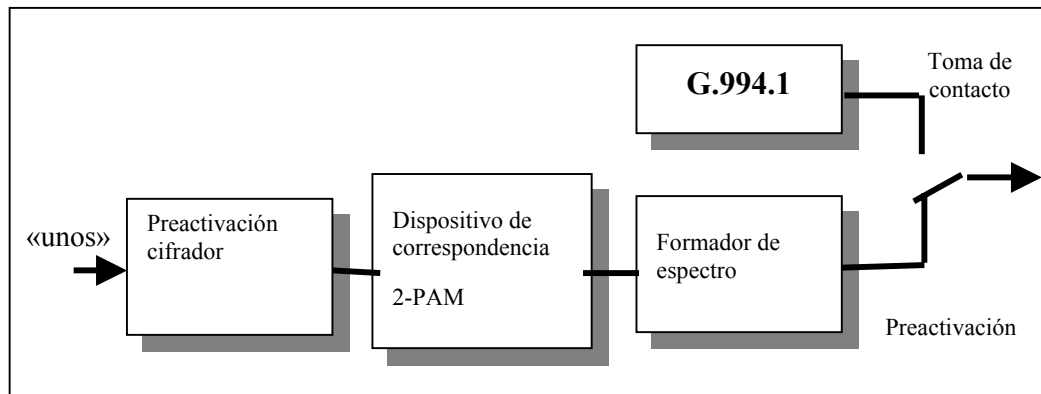 G.994.1
Toma de
contacto
«unos»
Preactivación
cifrador
Dispositivo de
correspondencia
2-PAM
Formador de
espectro
Preactivación